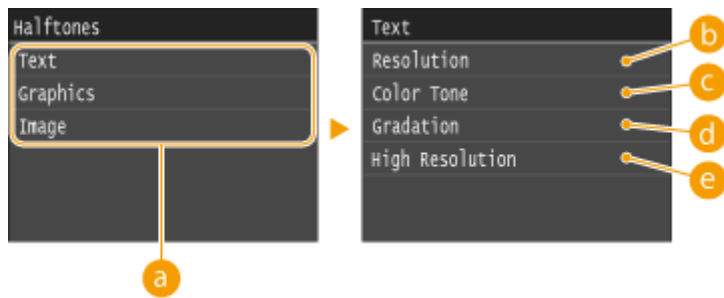 Halftones
Text
Graphics
Image
a
Text
Resolution
b
Color Tone
c
Gradation
d
High Resolution
e